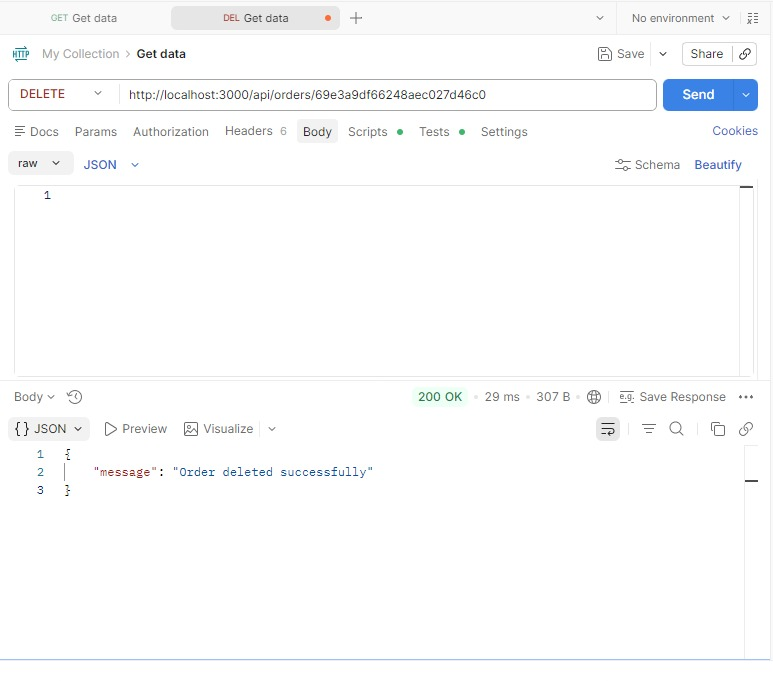 GET Get data DEL Get data No environment
HTTP My Collection > Get data Save Share
DELETE http://localhost:3000/api/orders/69e3a9df66248aec027d46c0 Send
Docs Params Authorization Headers 6 Body Scripts Tests Settings Cookies
raw JSON Schema Beautify
1
Body 200 OK 29 ms 307 B e.g. Save Response
{} JSON Preview Visualize
1 {
2 "message": "Order deleted successfully"
3 }